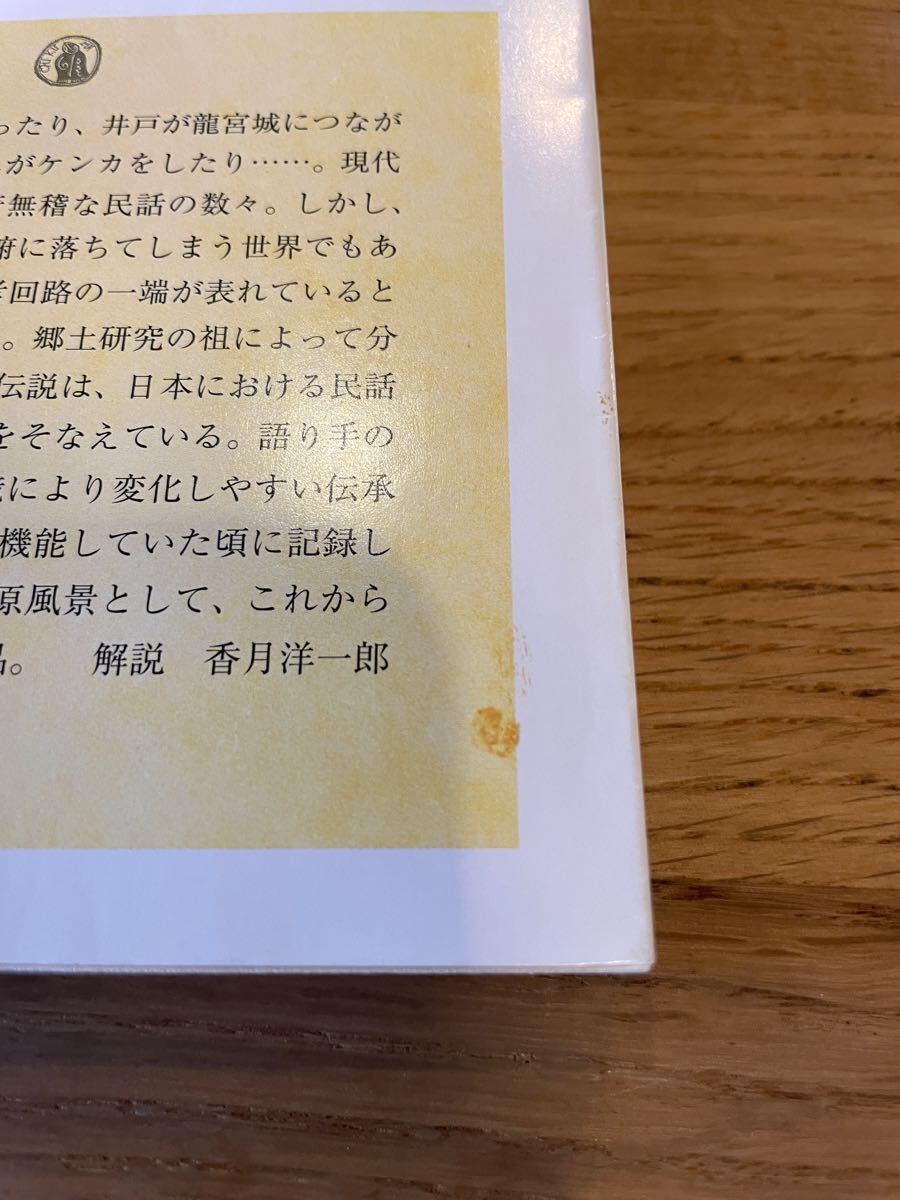 CHIKU
ったり、井戸が龍宮城につなが
がケンカをしたり……。現代
無稽な民話の数々。しかし、
腑に落ちてしまう世界でもあ
回路の一端が表れていると
。郷土研究の祖によって分
伝説は、日本における民話
をそなえている。語り手の
により変化しやすい伝承
機能していた頃に記録し
原風景として、これから
品。 解説 香月洋一郎